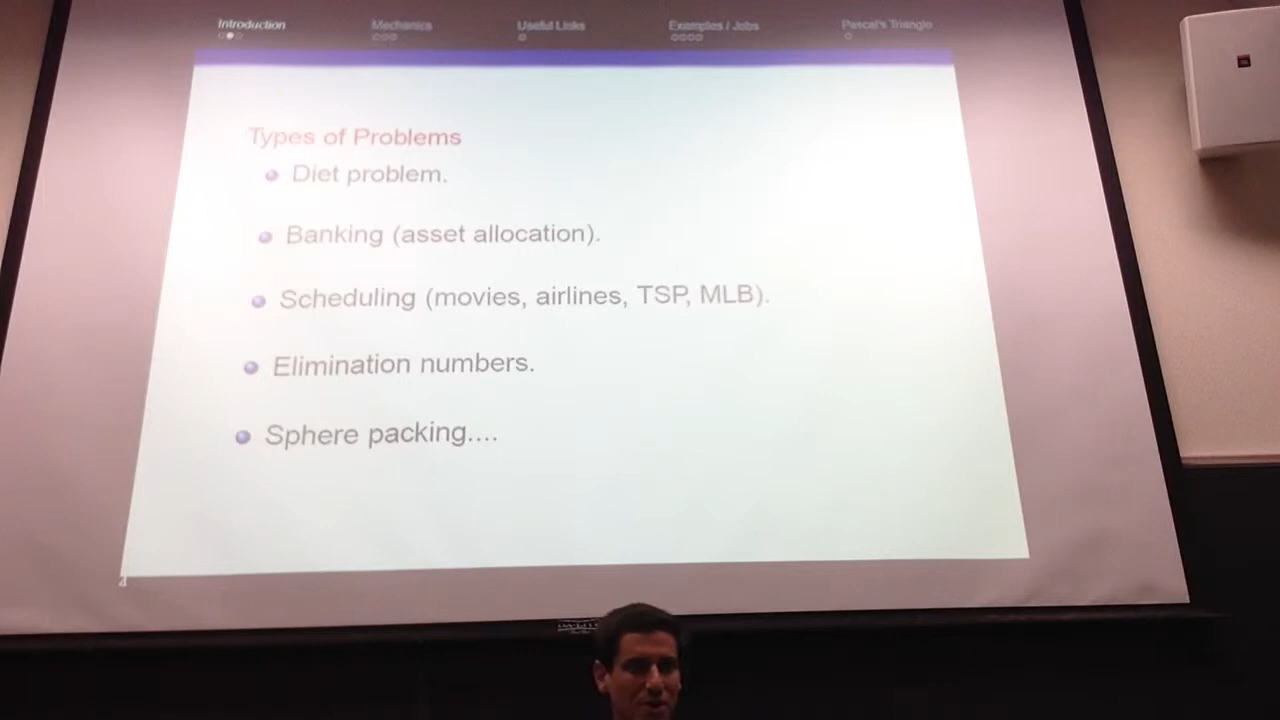 Introduction Mechanics Useful Links Examples / Jobs Pascal's Triangle
Types of Problems
Diet problem.
Banking (asset allocation).
Scheduling (movies, airlines, TSP, MLB).
Elimination numbers.
Sphere packing....